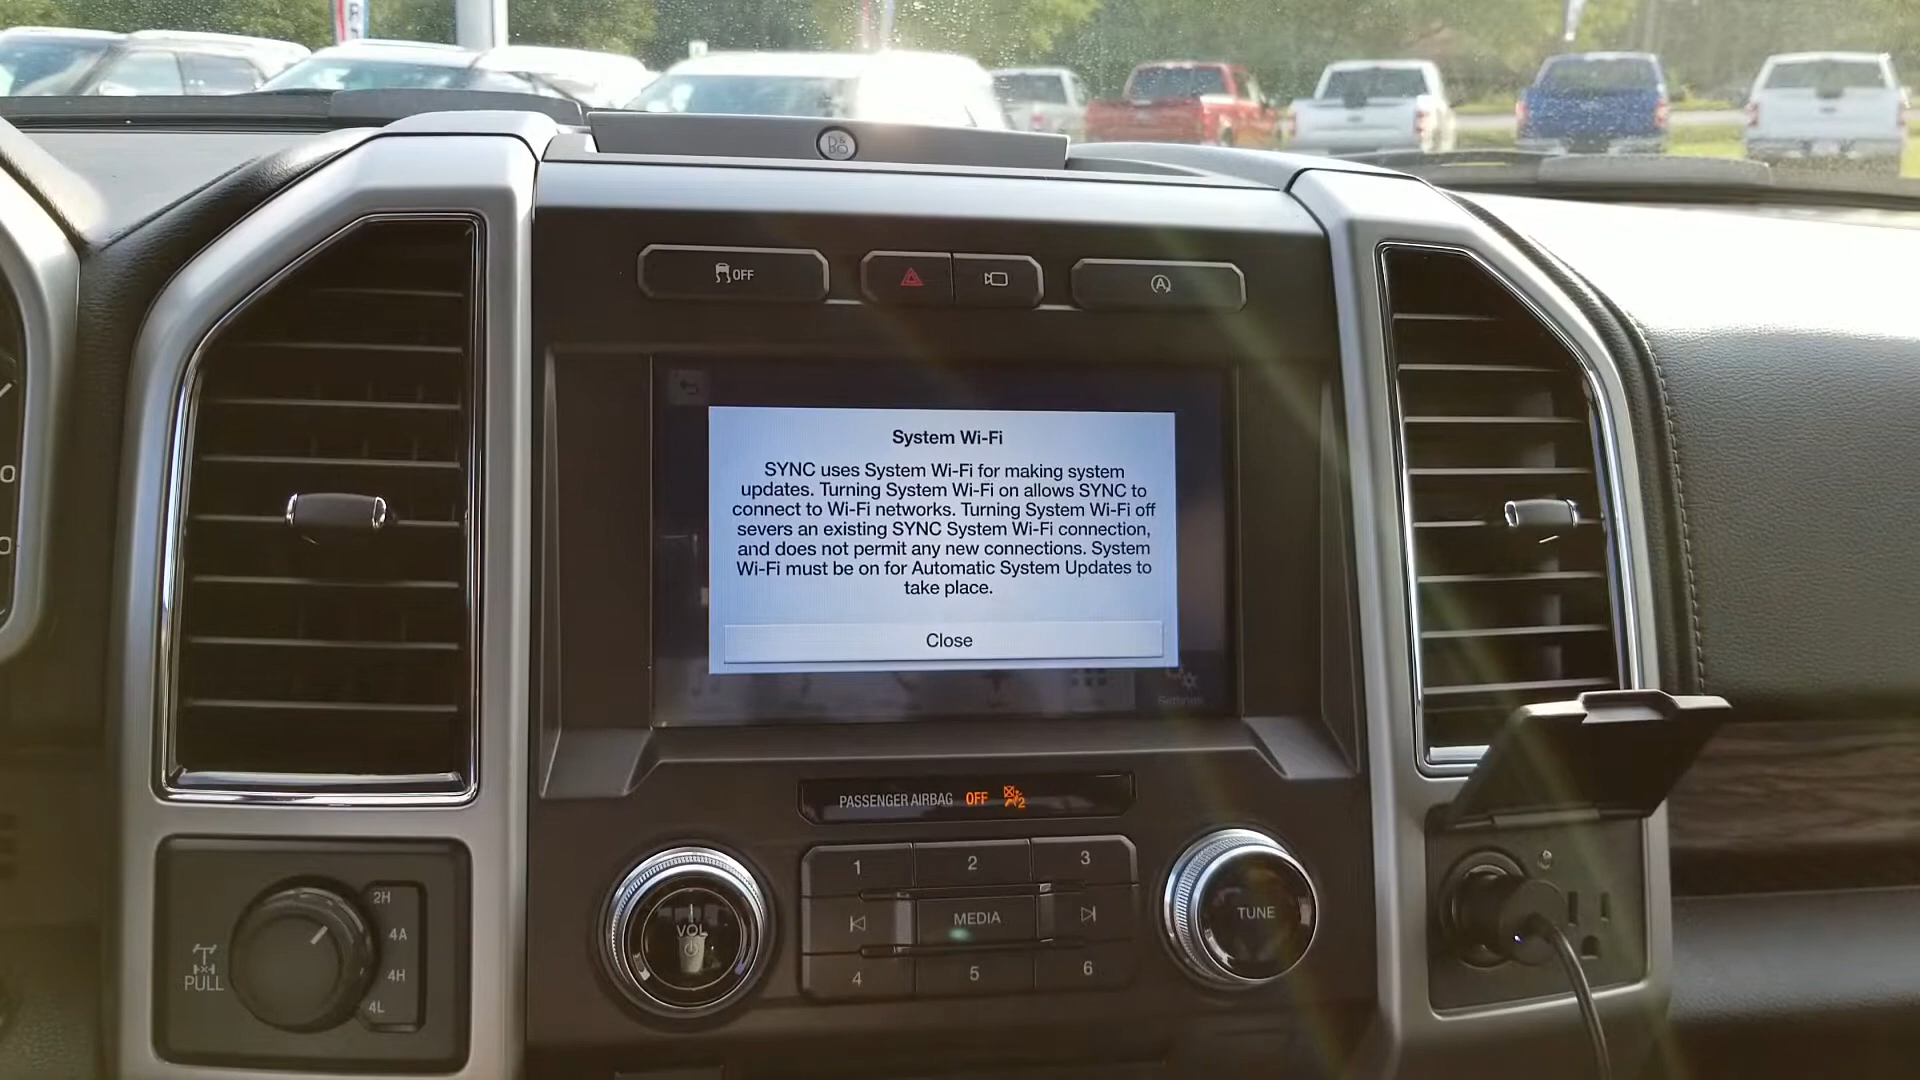 B&O
OFF
A
System Wi-Fi
SYNC uses System Wi-Fi for making system
updates. Turning System Wi-Fi on allows SYNC to
connect to Wi-Fi networks. Turning System Wi-Fi off
severs an existing SYNC System Wi-Fi connection,
and does not permit any new connections. System
Wi-Fi must be on for Automatic System Updates to
take place.
Close
Settings
PASSENGER AIRBAG OFF 2
1 2 3
VOL
MEDIA
TUNE
4 5 6
2H
4A
4H
4L
PULL
0
0